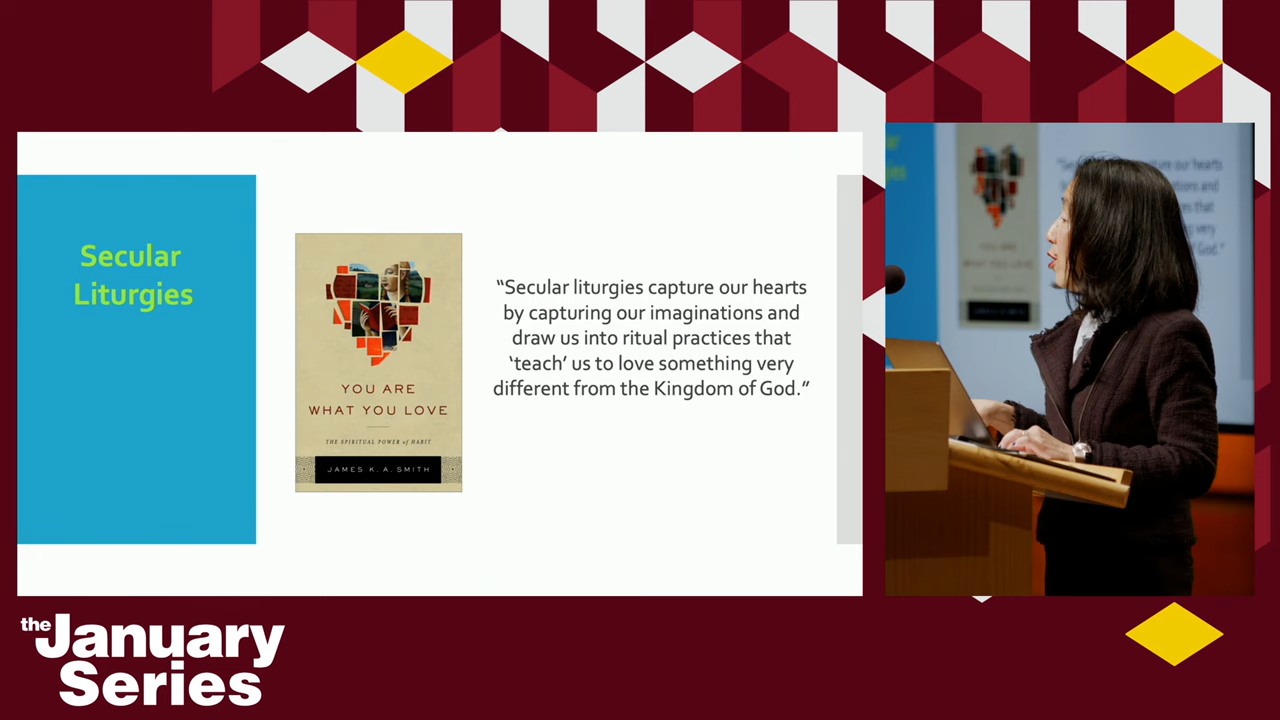 Secular
Liturgies
YOU ARE
WHAT YOU LOVE
THE SPIRITUAL POWER of HABIT
JAMES K. A. SMITH
“Secular liturgies capture our hearts
by capturing our imaginations and
draw us into ritual practices that
‘teach’ us to love something very
different from the Kingdom of God.”
the January
Series